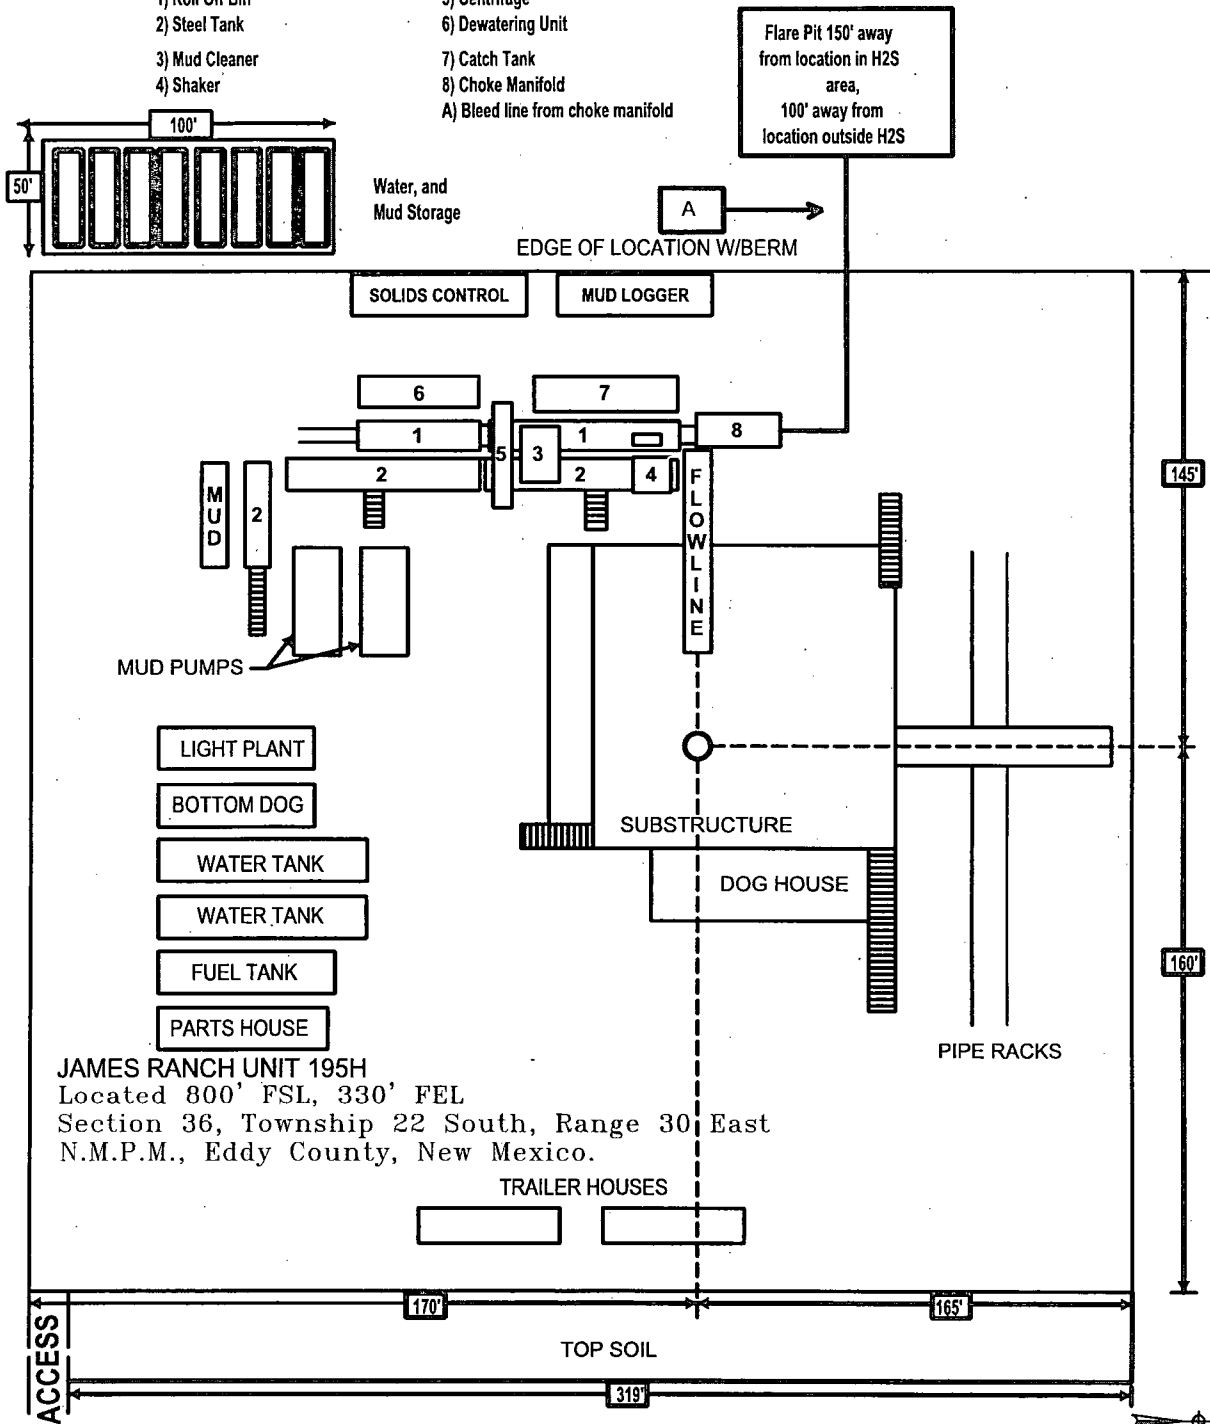 1) Roll Off Bin
2) Steel Tank
3) Mud Cleaner
4) Shaker
5) Centrifuge
6) Dewatering Unit
7) Catch Tank
8) Choke Manifold
A) Bleed line from choke manifold
Flare Pit 150' away
from location in H2S
area,
100' away from
location outside H2S
100'
50'
Water, and
Mud Storage
A
EDGE OF LOCATION W/BERM
SOLIDS CONTROL
MUD LOGGER
6
7
1
5
3
1
8
2
2
4
MUD
2
FLOWLINE
145'
MUD PUMPS
LIGHT PLANT
BOTTOM DOG
WATER TANK
WATER TANK
FUEL TANK
PARTS HOUSE
SUBSTRUCTURE
DOG HOUSE
160'
PIPE RACKS
JAMES RANCH UNIT 195H
Located 800' FSL, 330' FEL
Section 36, Township 22 South, Range 30 East
N.M.P.M., Eddy County, New Mexico.
TRAILER HOUSES
170'
165'
TOP SOIL
ACCESS
319'